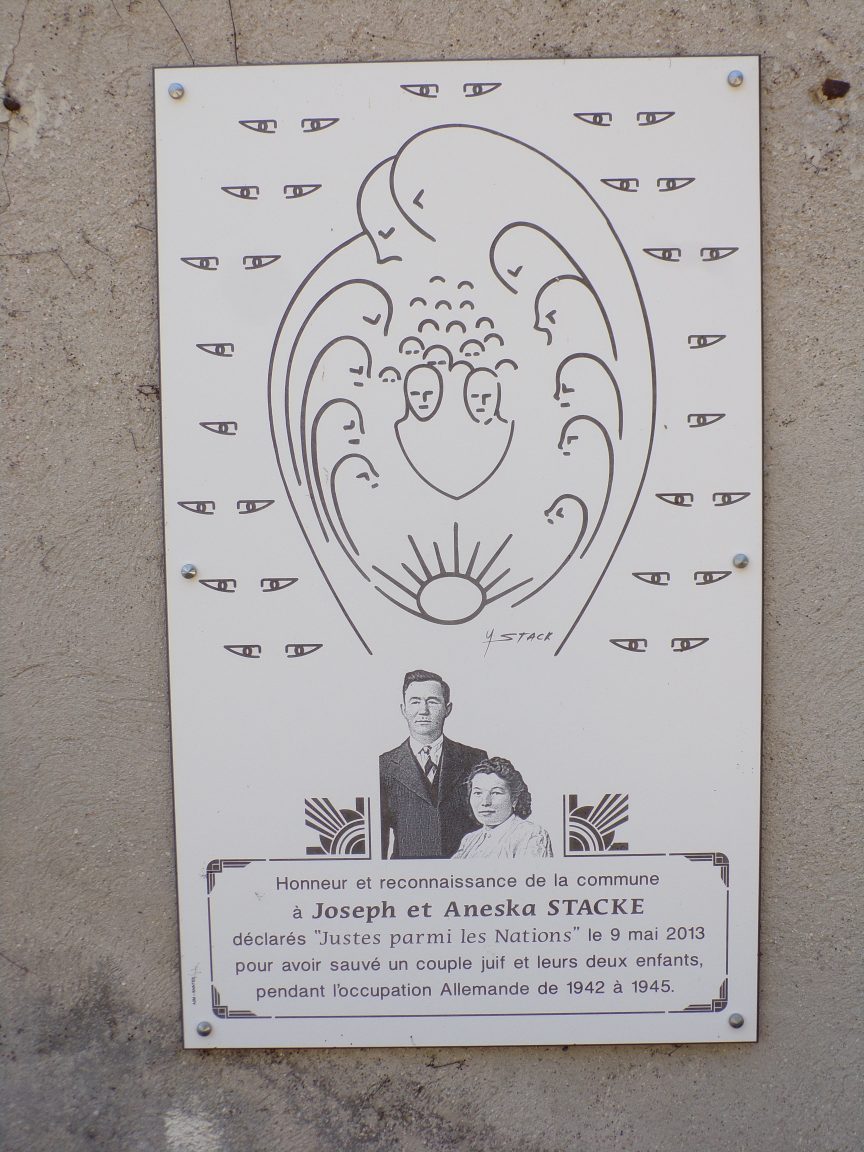 Y STACK
Honneur et reconnaissance de la commune
à Joseph et Aneska STACKE
déclarés "Justes parmi les Nations" le 9 mai 2013
pour avoir sauvé un couple juif et leurs deux enfants,
pendant l'occupation Allemande de 1942 à 1945.